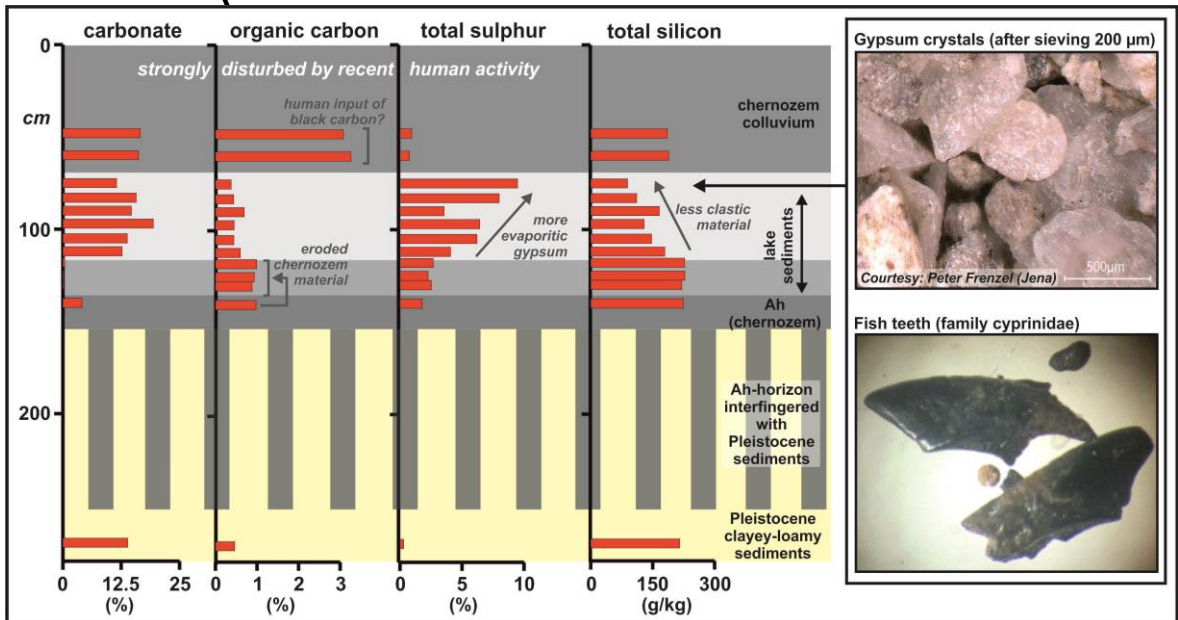 (
carbonate
organic carbon
total sulphur
total silicon
0
cm
100
200
strongly
disturbed by recent
human activity
human input of
black carbon?
eroded
chernozem
material
more
evaporitic
gypsum
less clastic
material
chernozem
colluvium
lake
sediments
Ah
(chernozem)
Ah-horizon
interfingered
with
Pleistocene
sediments
Pleistocene
clayey-loamy
sediments
0 12.5 25
(%)
0 1 2 3
(%)
0 5 10
(%)
0 150 300
(g/kg)
Gypsum crystals (after sieving 200 µm)
Courtesy: Peter Frenzel (Jena)
500µm
Fish teeth (family cyprinidae)